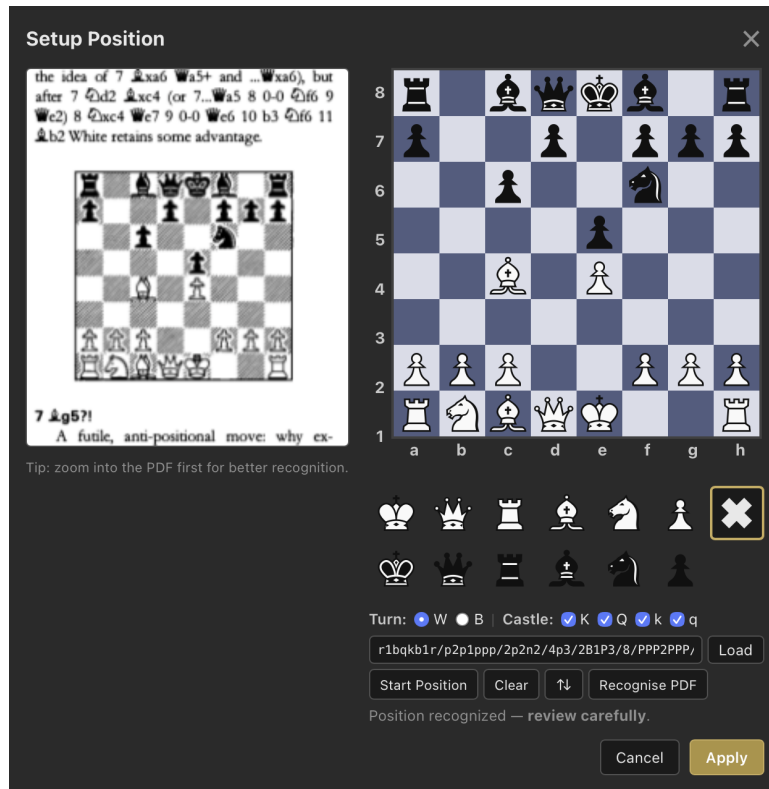 Setup Position
the idea of 7 ♝xa6 ♛a5+ and ...♛xa6), but
after 7 ♘d2 ♝xc4 (or 7...♛a5 8 0-0 ♘f6 9
♛e2) 8 ♘xc4 ♛e7 9 0-0 ♛e6 10 b3 ♘f6 11
♝b2 White retains some advantage.
7 ♝g5?!
A futile, anti-positional move: why ex-
Tip: zoom into the PDF first for better recognition.
8
7
6
5
4
3
2
1
a b c d e f g h
Turn: W B | Castle: K Q k q
r1bqkb1r/p2p1ppp/2p2n2/4p3/2B1P3/8/PPP2PPP/
Load
Start Position Clear ⇅ Recognise PDF
Position recognized — review carefully.
Cancel Apply